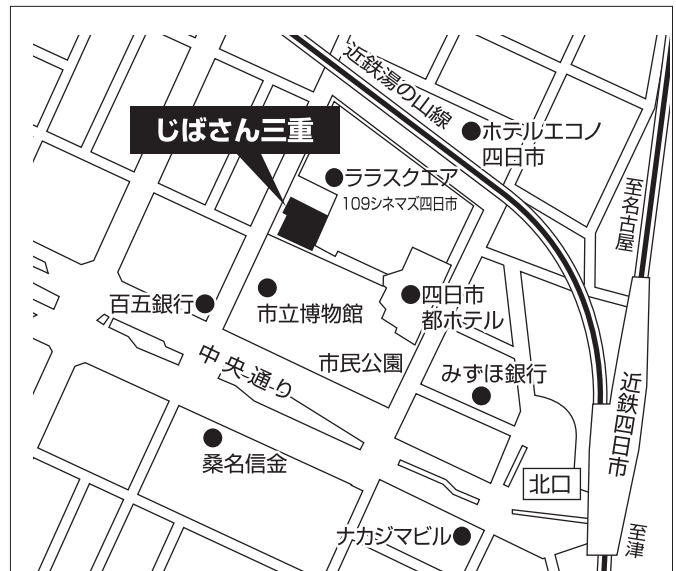 近鉄湯の山線
じばさん三重
ホテルエコノ
四日市
ララスクエア
109シネマズ四日市
至名古屋
百五銀行
市立博物館
四日市
都ホテル
市民公園
中央通り
みずほ銀行
近鉄四日市
桑名信金
北口
ナカジマビル
至津